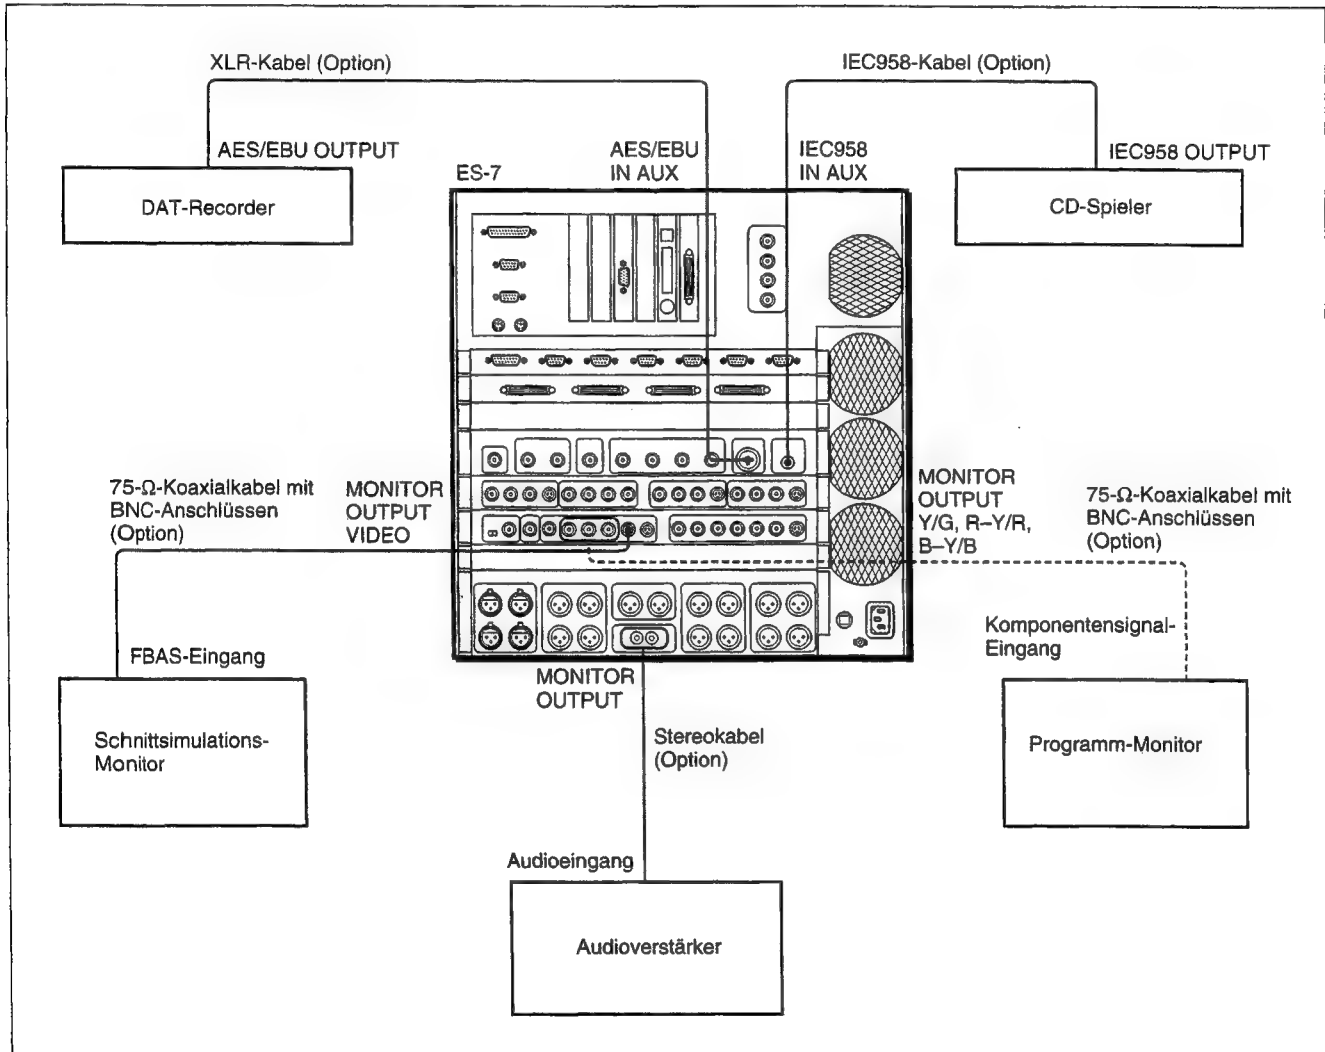 XLR-Kabel (Option)
IEC958-Kabel (Option)
AES/EBU OUTPUT
AES/EBU
IN AUX
IEC958
IN AUX
IEC958 OUTPUT
ES-7
DAT-Recorder
CD-Spieler
75-Ω-Koaxialkabel mit
BNC-Anschlüssen
(Option)
MONITOR
OUTPUT
VIDEO
MONITOR
OUTPUT
Y/G, R–Y/R,
B–Y/B
75-Ω-Koaxialkabel mit
BNC-Anschlüssen
(Option)
FBAS-Eingang
Komponentensignal-
Eingang
MONITOR
OUTPUT
Schnittsimulations-
Monitor
Stereokabel
(Option)
Programm-Monitor
Audioeingang
Audioverstärker